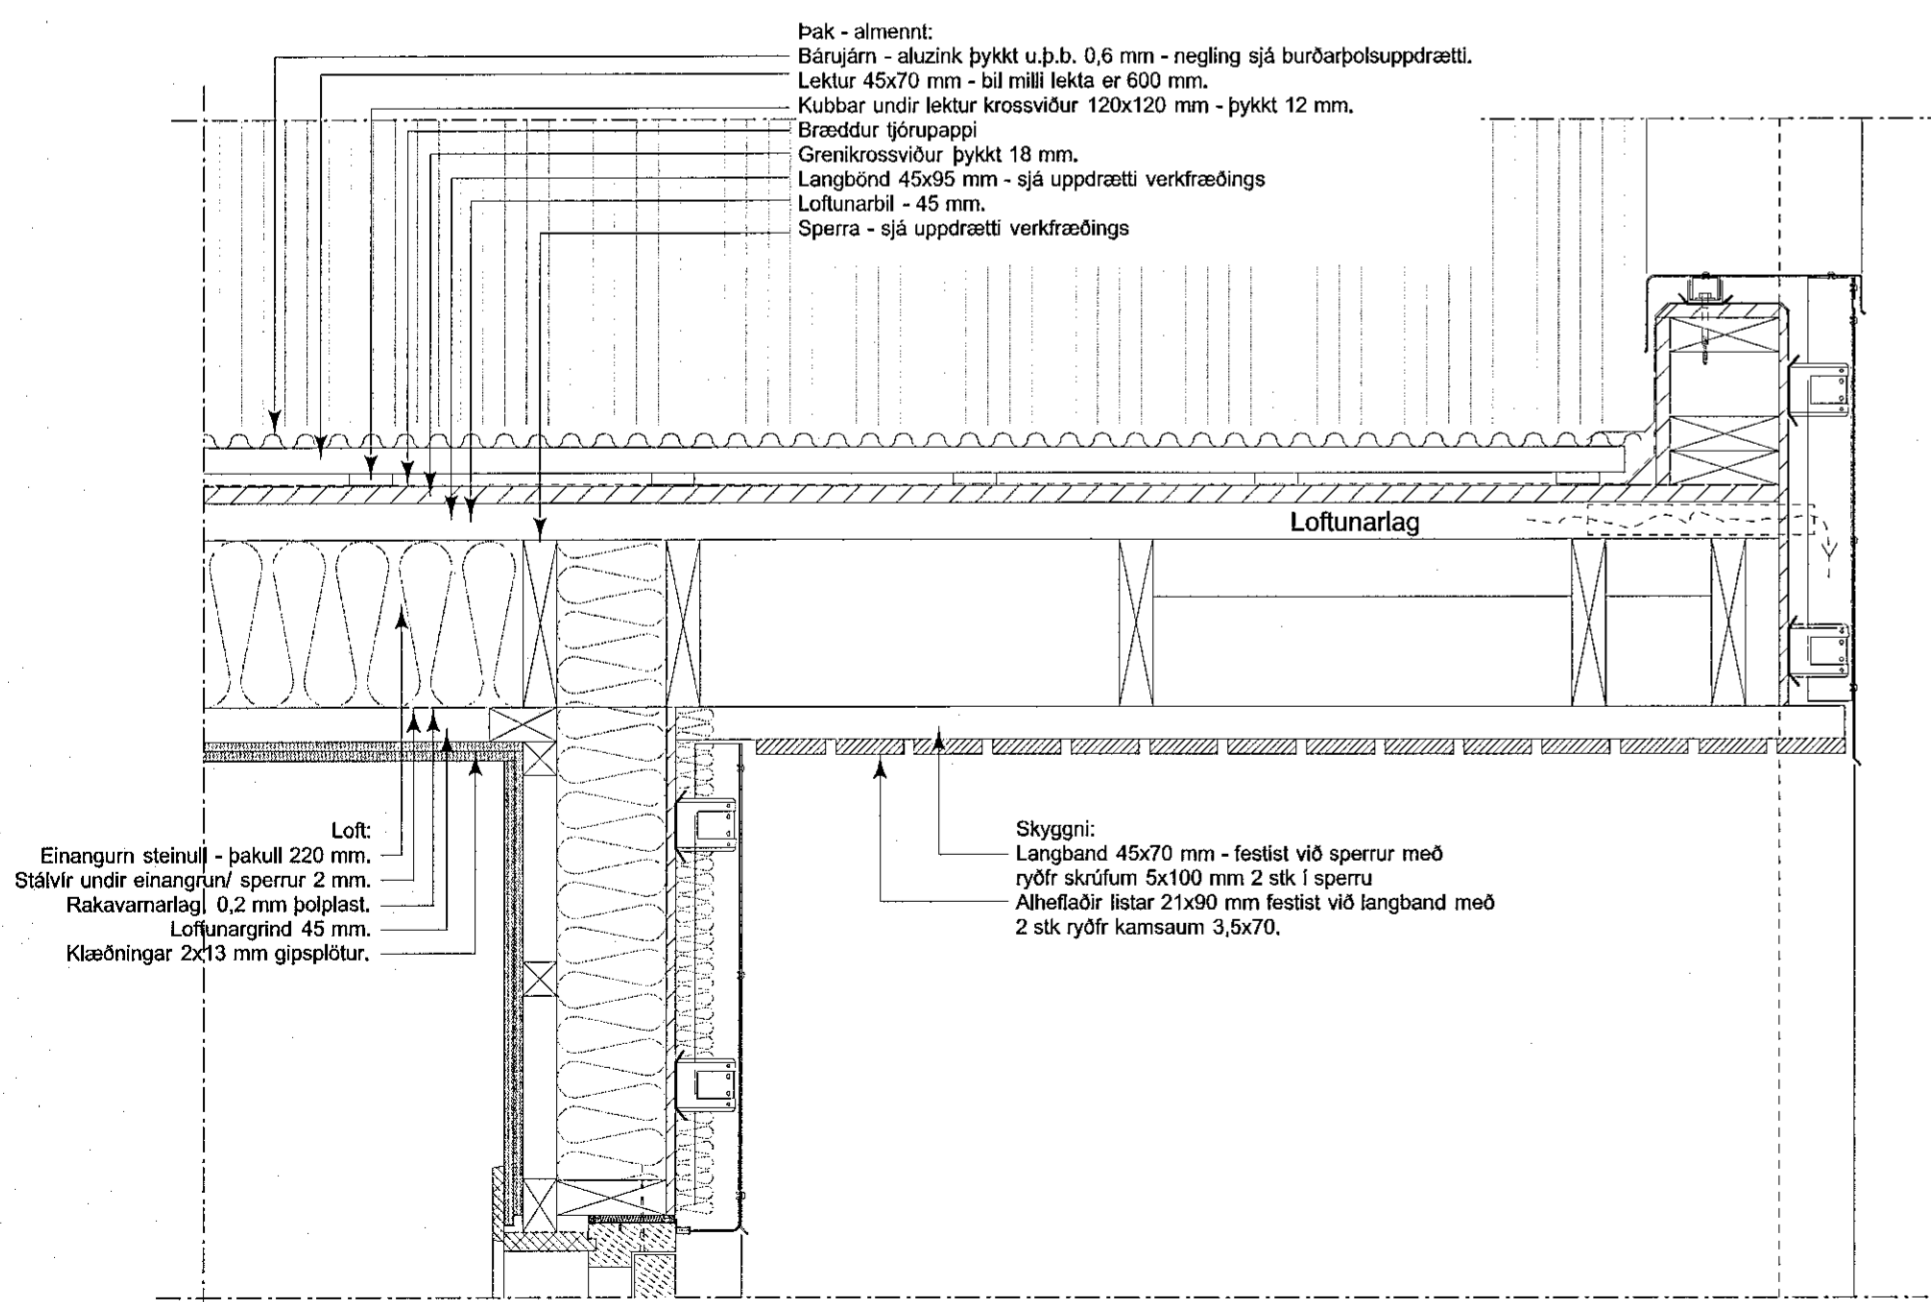 Þak - almennt:
Bárujárn - aluzink þykkt u.þ.b. 0,6 mm - negling sjá burðarþolsuppdrætti.
Lektur 45x70 mm - bil milli lekta er 600 mm.
Kubbar undir lektur krossviður 120x120 mm - þykkt 12 mm.
Bræddur tjörupappi
Grenikrossviður þykkt 18 mm.
Langbönd 45x95 mm - sjá uppdrætti verkfræðings
Loftunarbil - 45 mm.
Sperra - sjá uppdrætti verkfræðings
Loftunarlag
Loft:
Einangurn steinull - þakull 220 mm.
Stálvír undir einangrun/ sperrur 2 mm.
Rakavarnarlag. 0,2 mm þolplast.
Loftunargrind 45 mm.
Klæðningar 2x13 mm gipsplötur.
Skyggni:
Langband 45x70 mm - festist við sperrur með
ryðfr skrúfum 5x100 mm 2 stk í sperru
Alheflaðir listar 21x90 mm festist við langband með
2 stk ryðfr kamsaum 3,5x70.